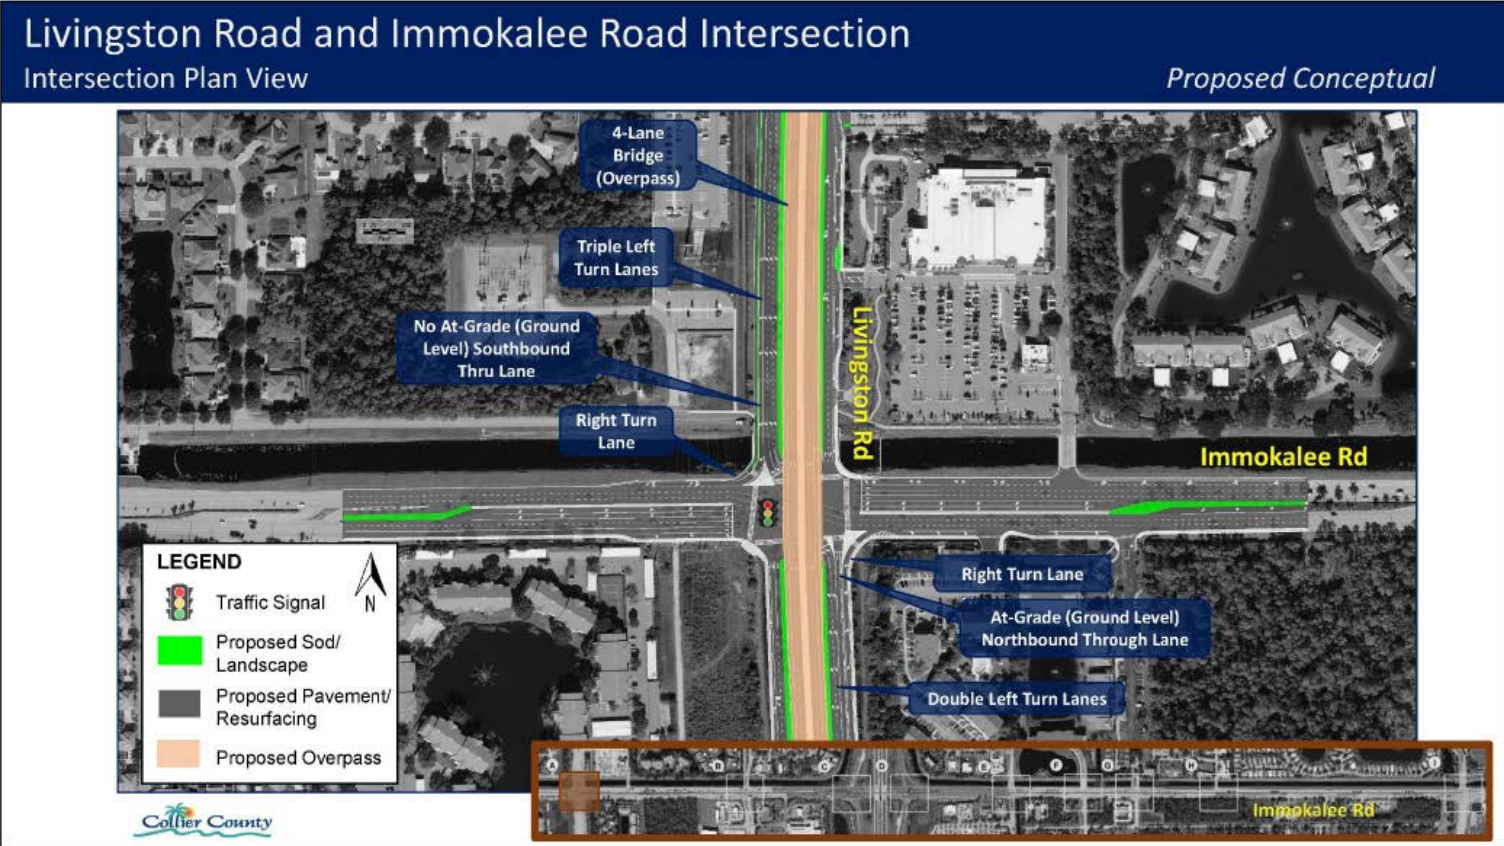 Livingston Road and Immokalee Road Intersection
Intersection Plan View
Proposed Conceptual
4-Lane
Bridge
(Overpass)
Triple Left
Turn Lanes
No At-Grade (Ground
Level) Southbound
Thru Lane
Right Turn
Lane
Livingston Rd
Immokalee Rd
Right Turn Lane
At-Grade (Ground Level)
Northbound Through Lane
Double Left Turn Lanes
LEGEND
Traffic Signal
N
Proposed Sod/
Landscape
Proposed Pavement/
Resurfacing
Proposed Overpass
A B C D E F G H I
Immokalee Rd
Collier County